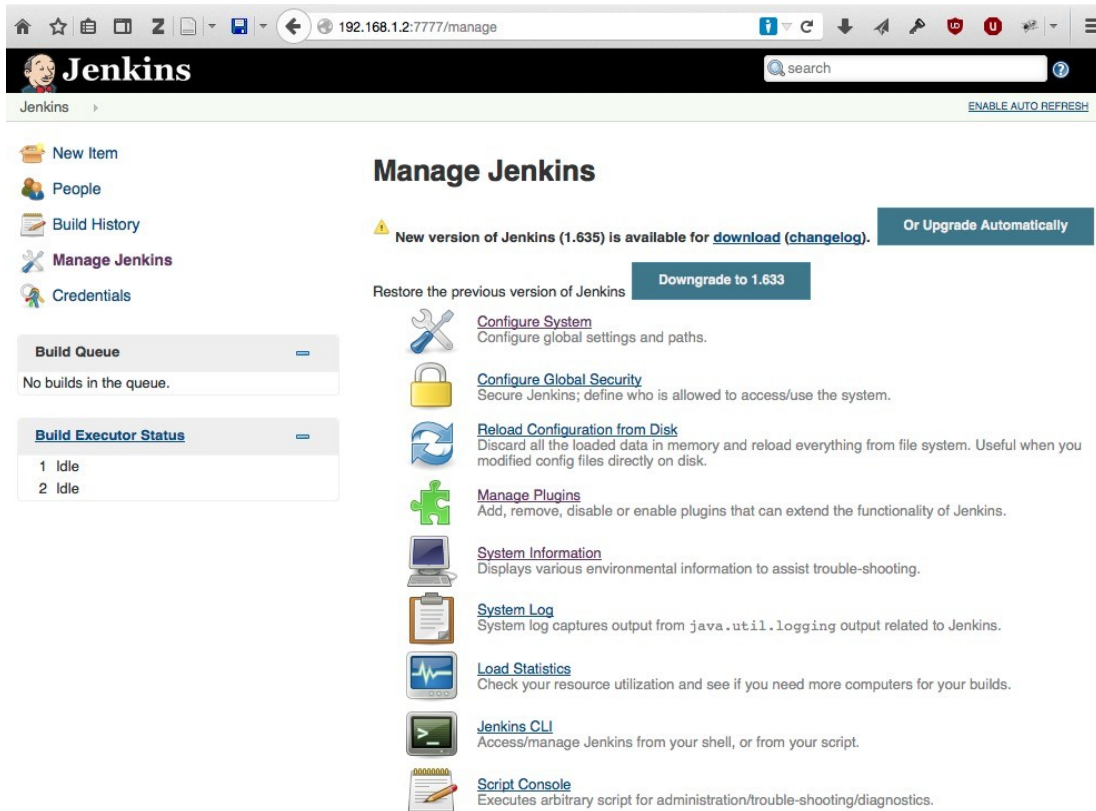 192.168.1.2:7777/manage
Jenkins
search
Jenkins
ENABLE AUTO REFRESH
New Item
People
Build History
Manage Jenkins
Credentials
Build Queue
No builds in the queue.
Build Executor Status
1 Idle
2 Idle
Manage Jenkins
New version of Jenkins (1.635) is available for download (changelog).
Or Upgrade Automatically
Restore the previous version of Jenkins
Downgrade to 1.633
Configure System
Configure global settings and paths.
Configure Global Security
Secure Jenkins; define who is allowed to access/use the system.
Reload Configuration from Disk
Discard all the loaded data in memory and reload everything from file system. Useful when you
modified config files directly on disk.
Manage Plugins
Add, remove, disable or enable plugins that can extend the functionality of Jenkins.
System Information
Displays various environmental information to assist trouble-shooting.
System Log
System log captures output from java.util.logging output related to Jenkins.
Load Statistics
Check your resource utilization and see if you need more computers for your builds.
Jenkins CLI
Access/manage Jenkins from your shell, or from your script.
Script Console
Executes arbitrary script for administration/trouble-shooting/diagnostics.